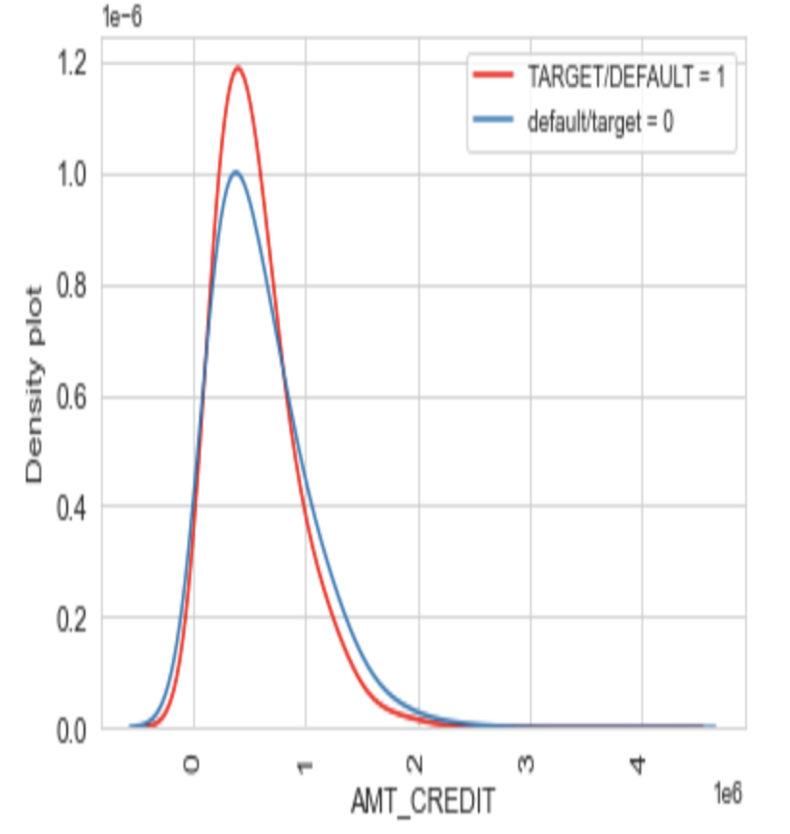 1e−6
1.2
TARGET/DEFAULT = 1
default/target = 0
1.0
0.8
Density plot
0.6
0.4
0.2
0.0
0 1 2 3 4
AMT_CREDIT
1e6